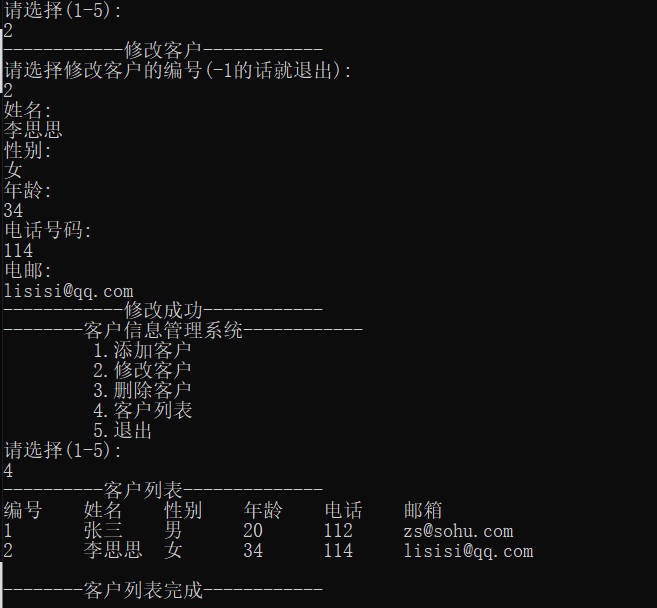 请选择(1-5):
2
------------修改客户------------
请选择修改客户的编号(-1的话就退出):
2
姓名:
李思思
性别:
女
年龄:
34
电话号码:
114
电邮:
lisisi@qq.com
------------修改成功------------
--------客户信息管理系统------------
1.添加客户
2.修改客户
3.删除客户
4.客户列表
5.退出
请选择(1-5):
4
----------客户列表--------------
编号 姓名 性别 年龄 电话 邮箱
1 张三 男 20 112 zs@sohu.com
2 李思思 女 34 114 lisisi@qq.com
--------客户列表完成------------